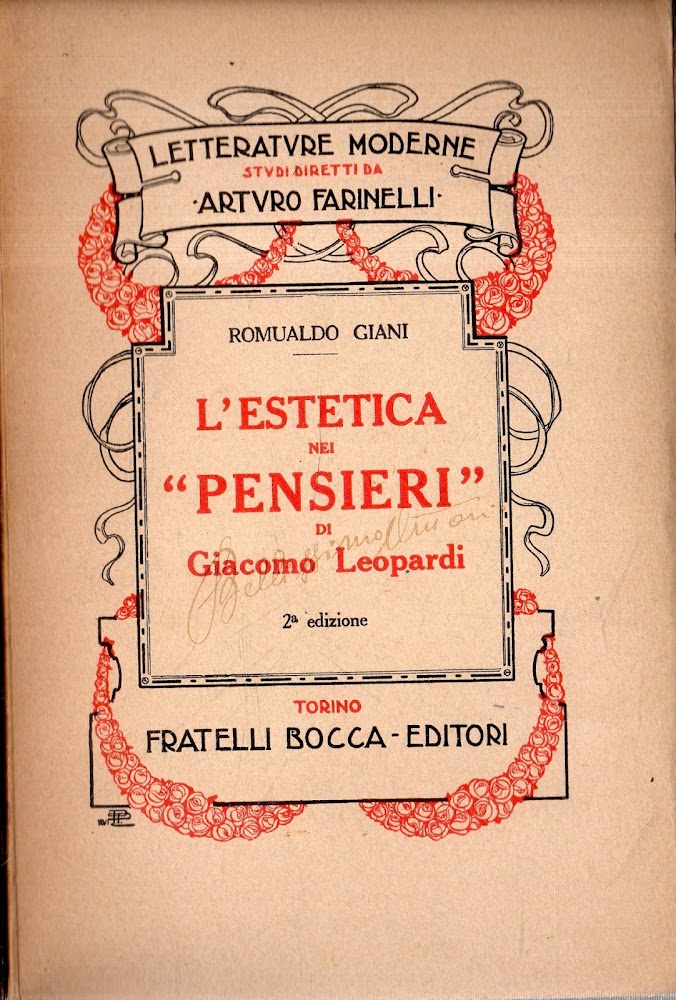 LETTERATVRE MODERNE
STVDI DIRETTI DA
·ARTVRO FARINELLI·
ROMUALDO GIANI
L'ESTETICA
NEI
“PENSIERI”
DI
Giacomo Leopardi
2ª edizione
TORINO
FRATELLI BOCCA - EDITORI